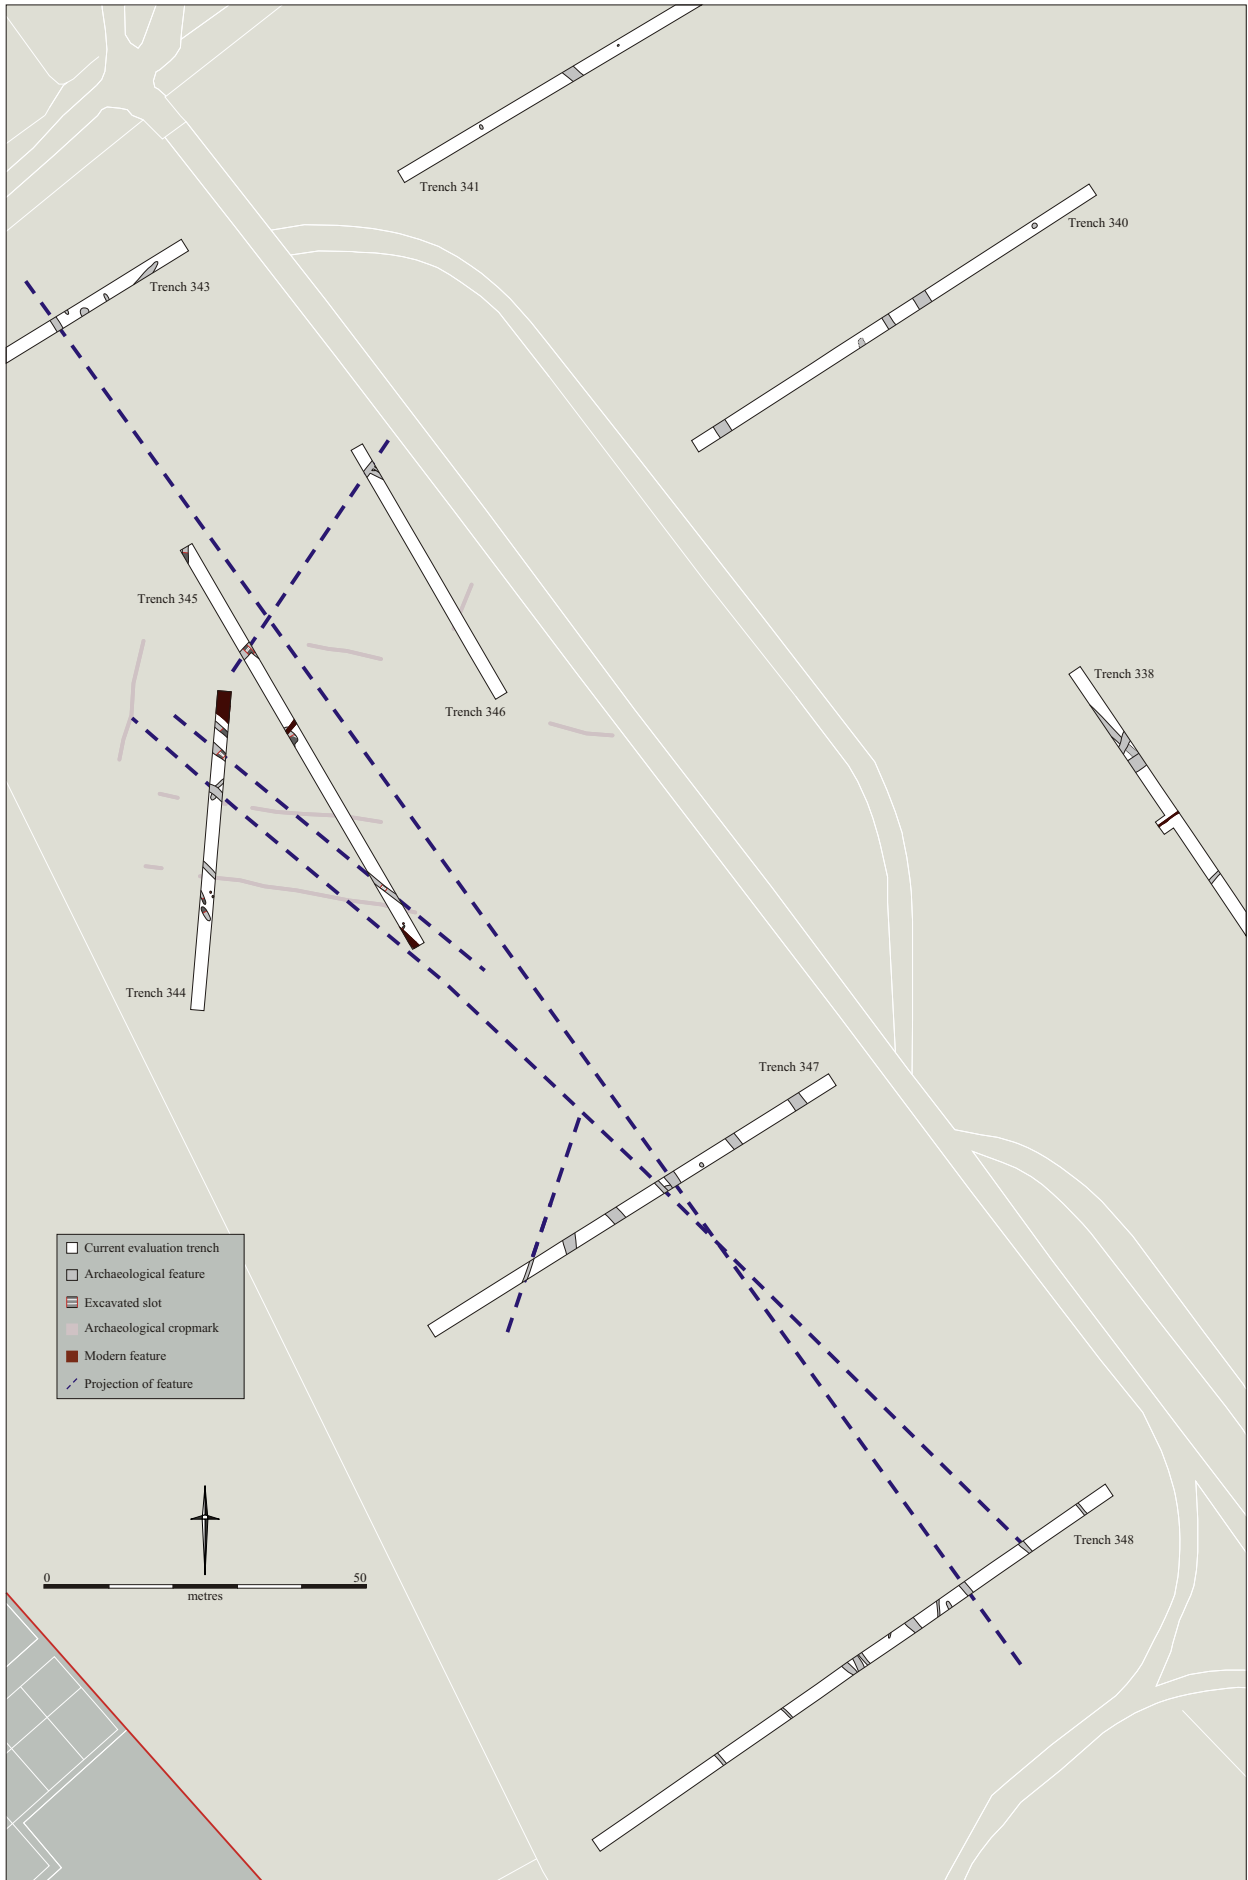 Trench 341
Trench 340
Trench 343
Trench 345
Trench 338
Trench 346
Trench 344
Trench 347
Current evaluation trench
Archaeological feature
Excavated slot
Archaeological cropmark
Modern feature
Projection of feature
Trench 348
0 50
metres